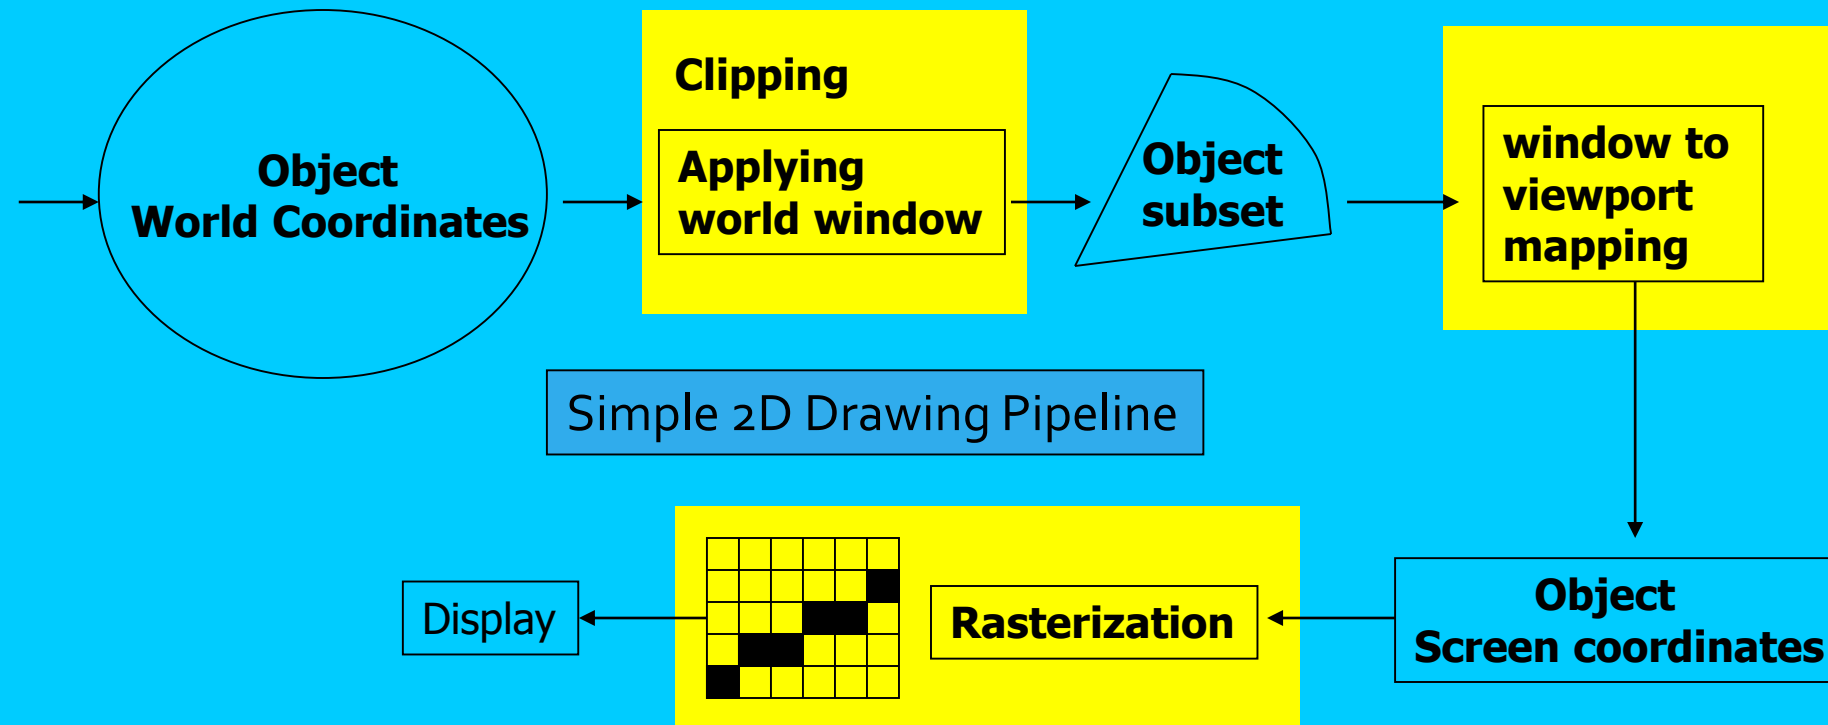 Object
World Coordinates
Clipping
Applying
world window
Object
subset
window to
viewport
mapping
Simple 2D Drawing Pipeline
Display
Rasterization
Object
Screen coordinates